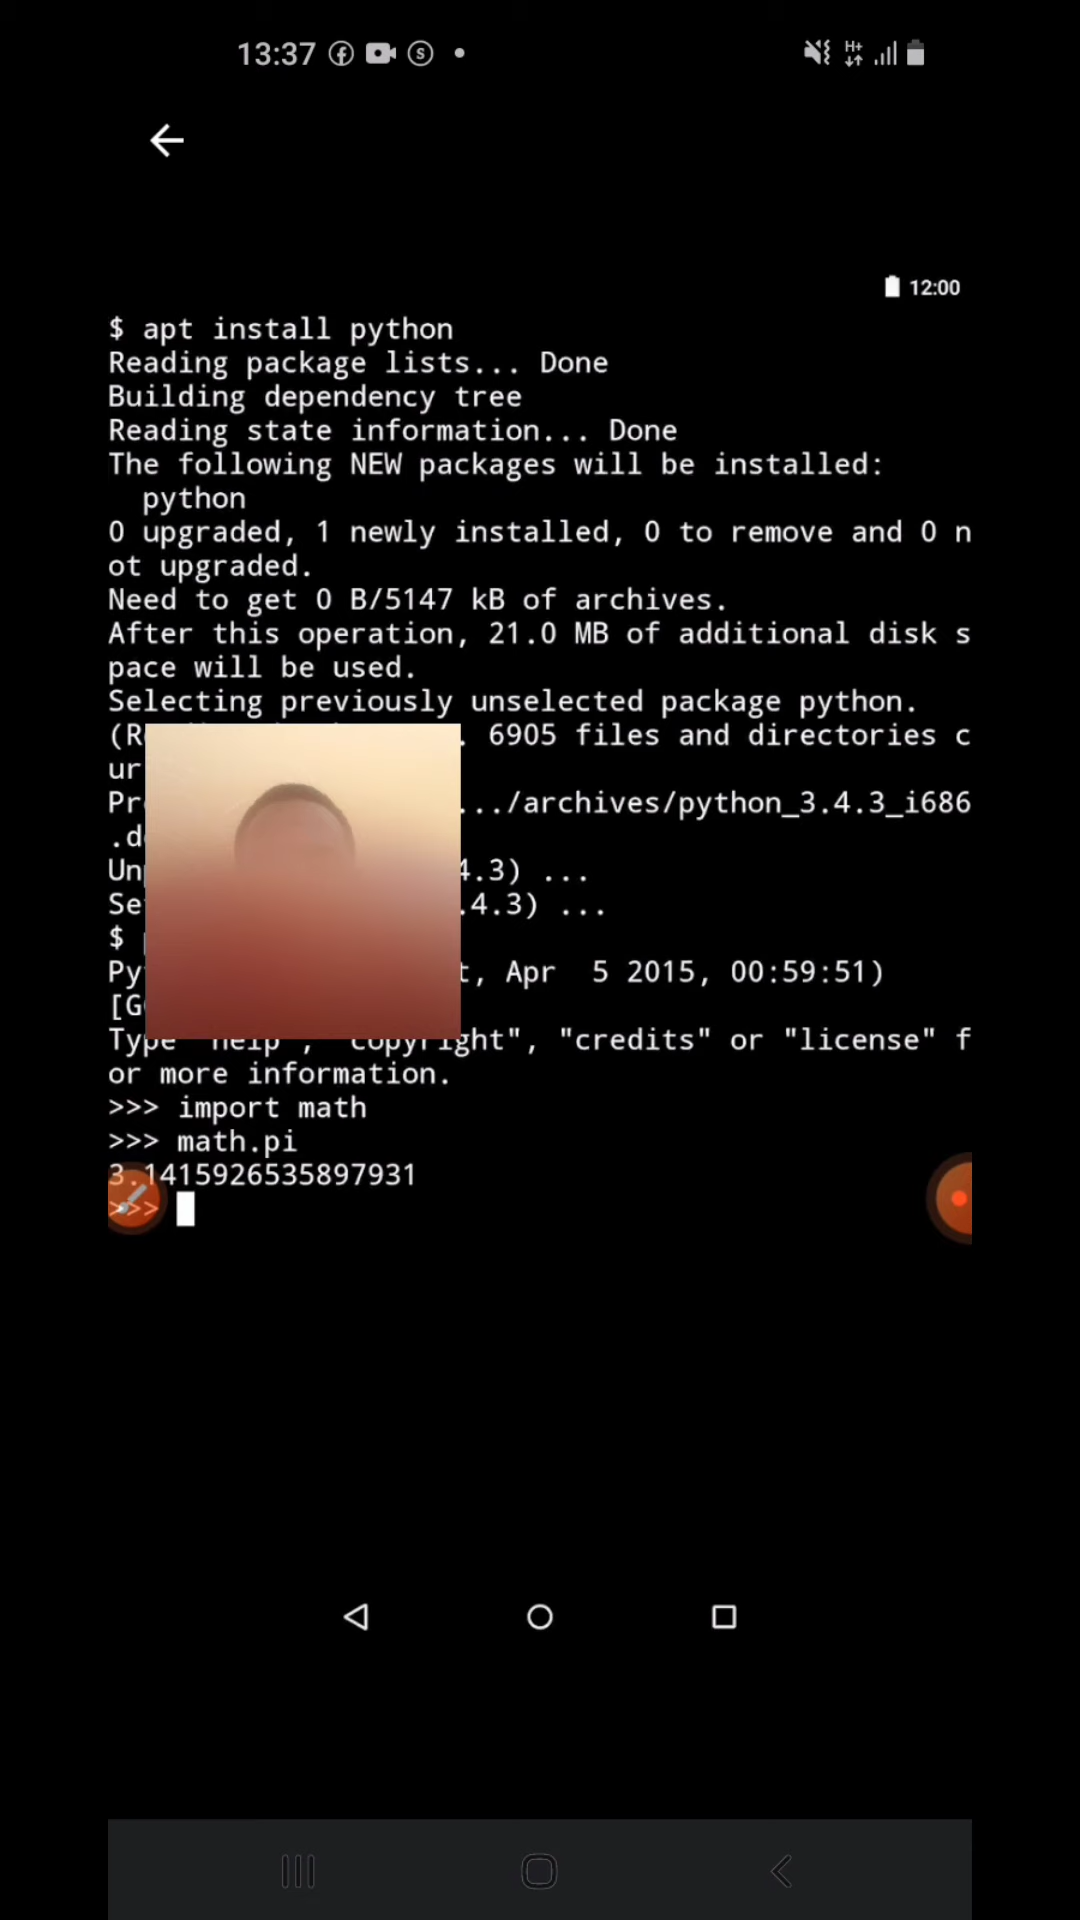 13:37
H+
12:00
$ apt install python
Reading package lists... Done
Building dependency tree
Reading state information... Done
The following NEW packages will be installed:
python
0 upgraded, 1 newly installed, 0 to remove and 0 n
ot upgraded.
Need to get 0 B/5147 kB of archives.
After this operation, 21.0 MB of additional disk s
pace will be used.
Selecting previously unselected package python.
6905 files and directories c
ur
.../archives/python_3.4.3_i686
4.3) ...
.4.3) ...
$
Apr 5 2015, 00:59:51)
Type "help", "copyright", "credits" or "license" f
or more information.
>>> import math
>>> math.pi
3.1415926535897931
>>>